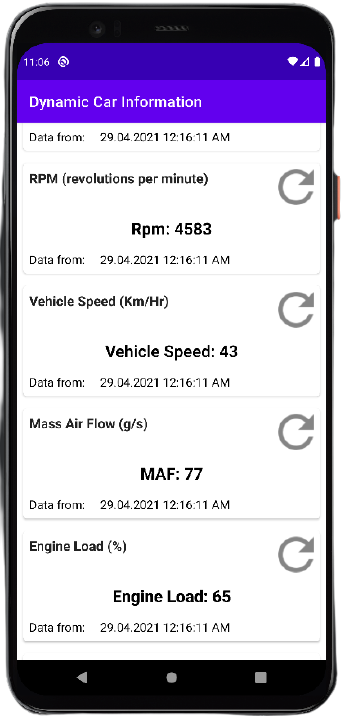 11:06
Dynamic Car Information
Data from: 29.04.2021 12:16:11 AM
RPM (revolutions per minute)
Rpm: 4583
Data from: 29.04.2021 12:16:11 AM
Vehicle Speed (Km/Hr)
Vehicle Speed: 43
Data from: 29.04.2021 12:16:11 AM
Mass Air Flow (g/s)
MAF: 77
Data from: 29.04.2021 12:16:11 AM
Engine Load (%)
Engine Load: 65
Data from: 29.04.2021 12:16:11 AM